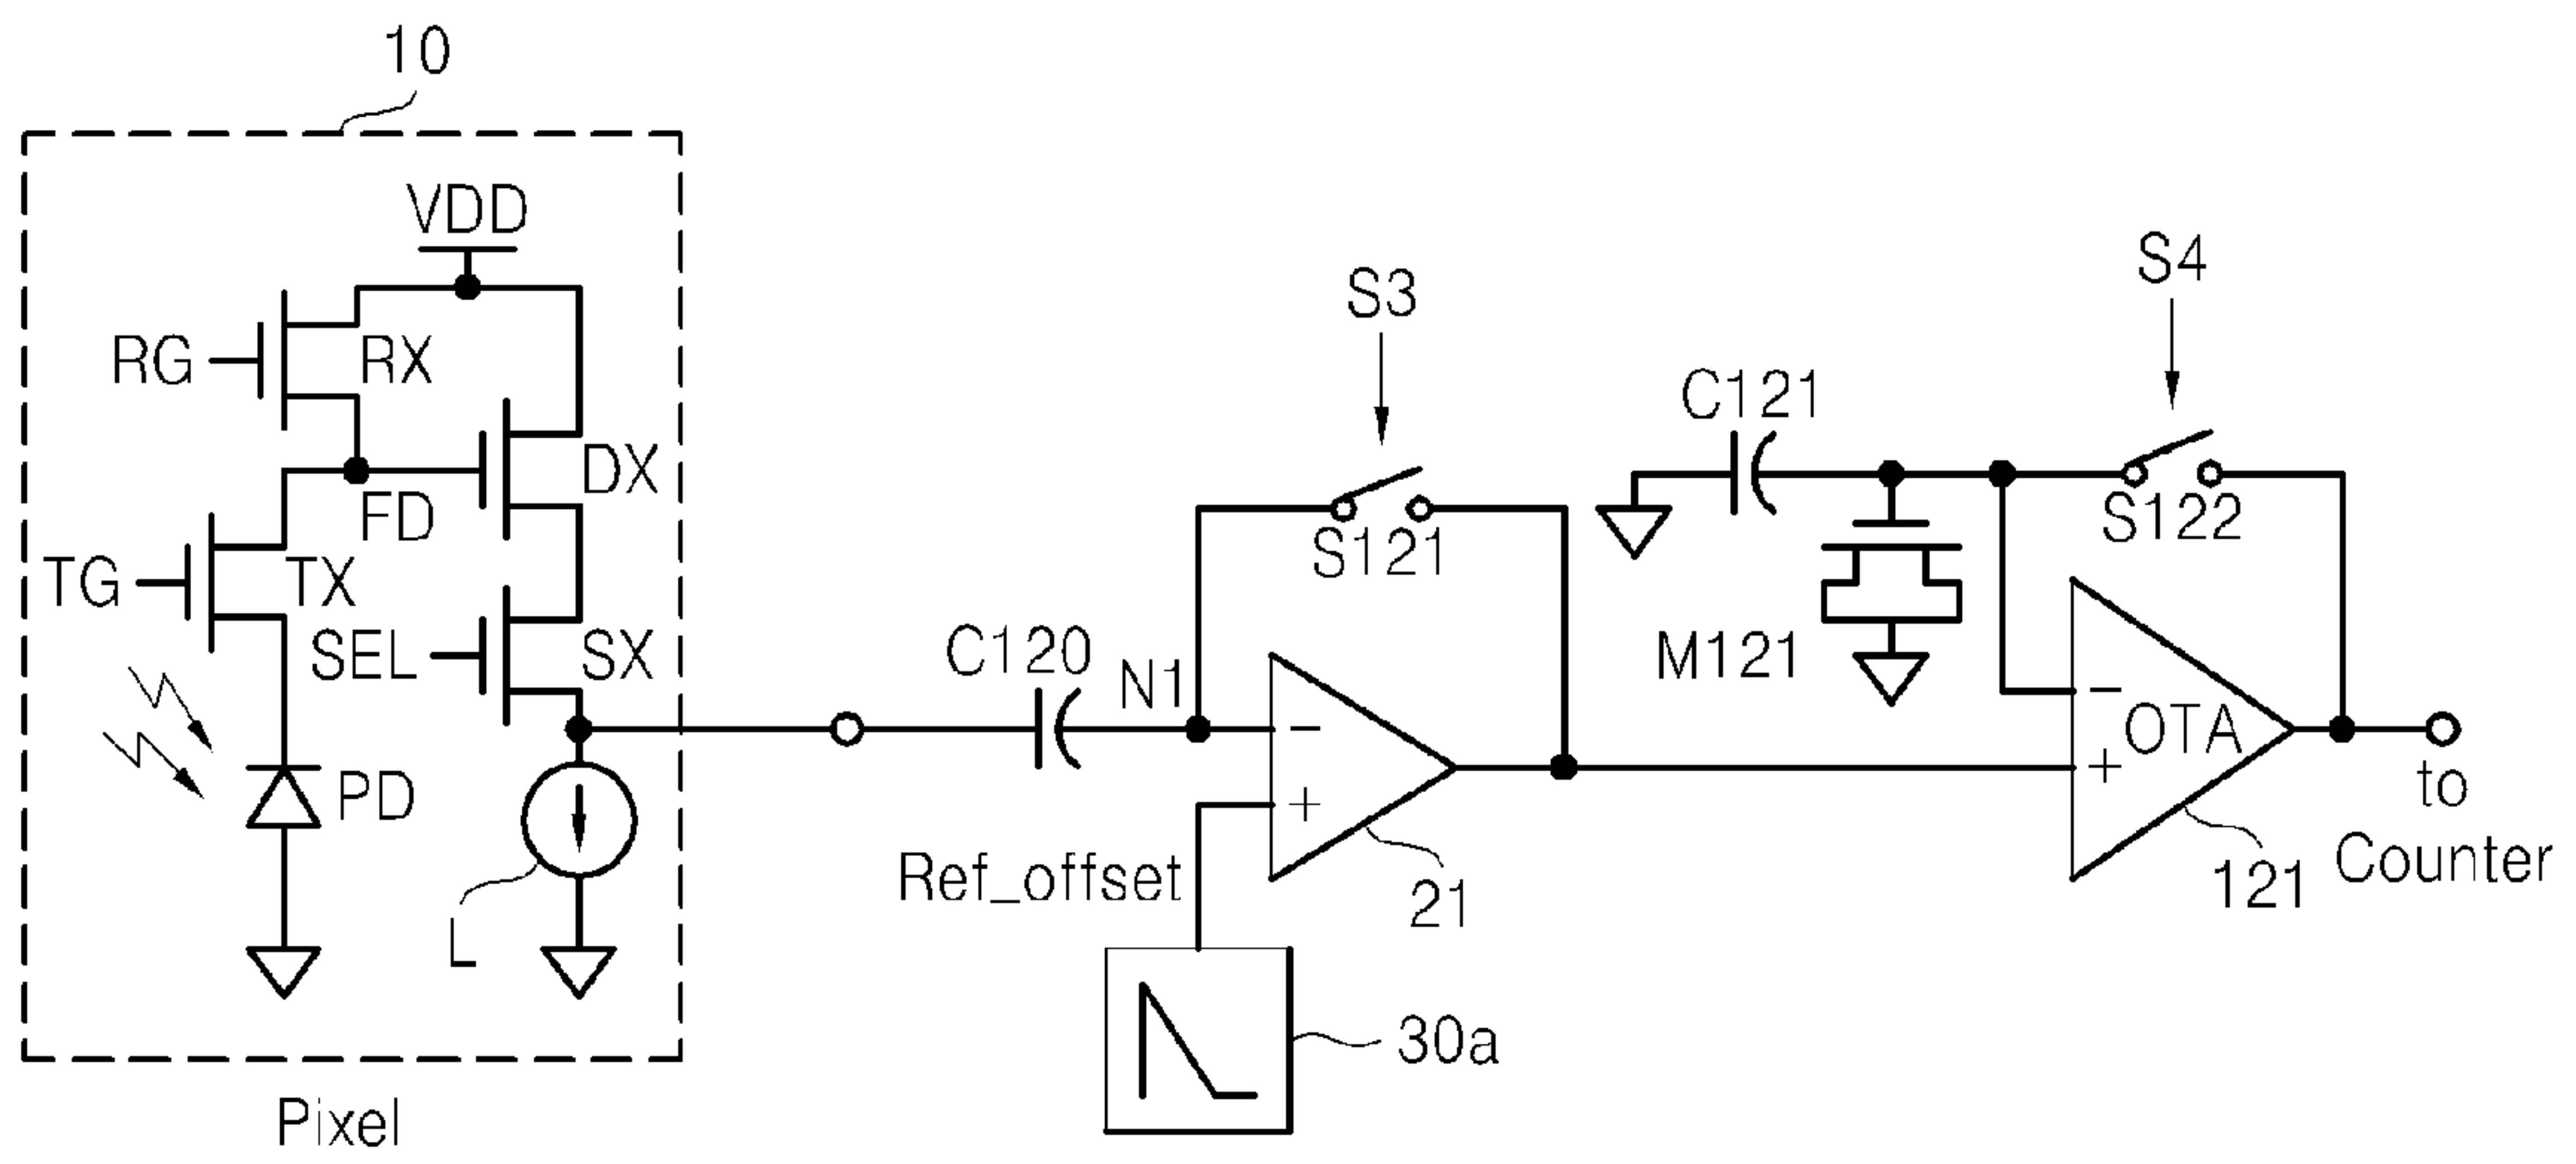 10
VDD
RG
RX
FD
DX
TG
TX
SEL
SX
PD
L
Pixel
C120
N1
S3
S121
−
+
21
Ref_offset
30a
C121
M121
S4
S122
−
OTA
+
121
to
Counter